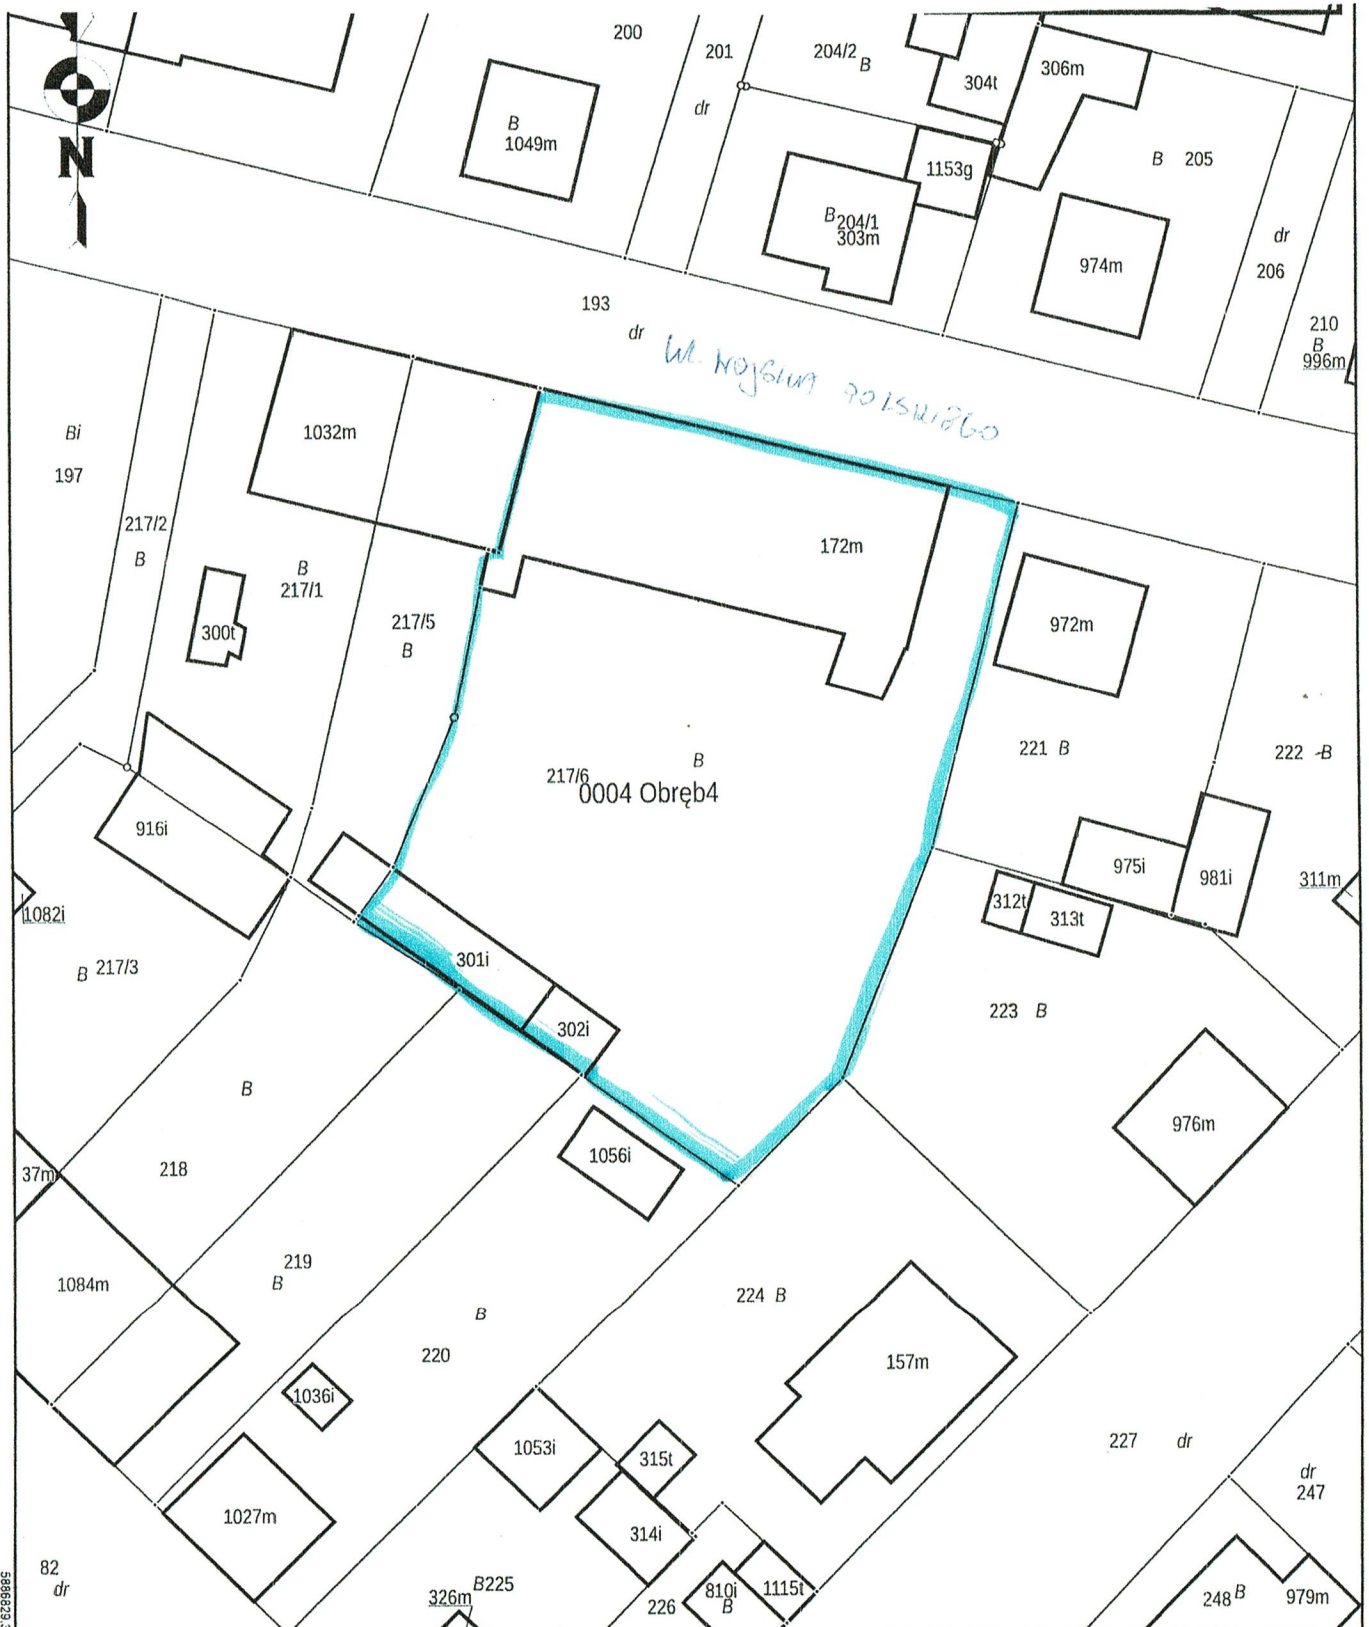 200
201
204/2
B
304t
306m
dr
B
1049m
1153g
B 205
N
B
204/1
303m
dr
974m
206
193
dr
210
B
996m
ul. Wojska Polskiego
Bi
197
1032m
217/2
B
172m
B
217/1
300t
217/5
B
972m
221 B
222 -B
B
217/6
0004 Obręb4
916i
975i
981i
311m
312t
313t
1082i
B 217/3
301i
302i
223 B
B
976m
1056i
37m
218
219
B
1084m
224 B
B
220
157m
1036i
1053i
315t
227 dr
dr
247
1027m
314i
82
dr
B225
326m
226
810i
B
1115t
248 B
979m